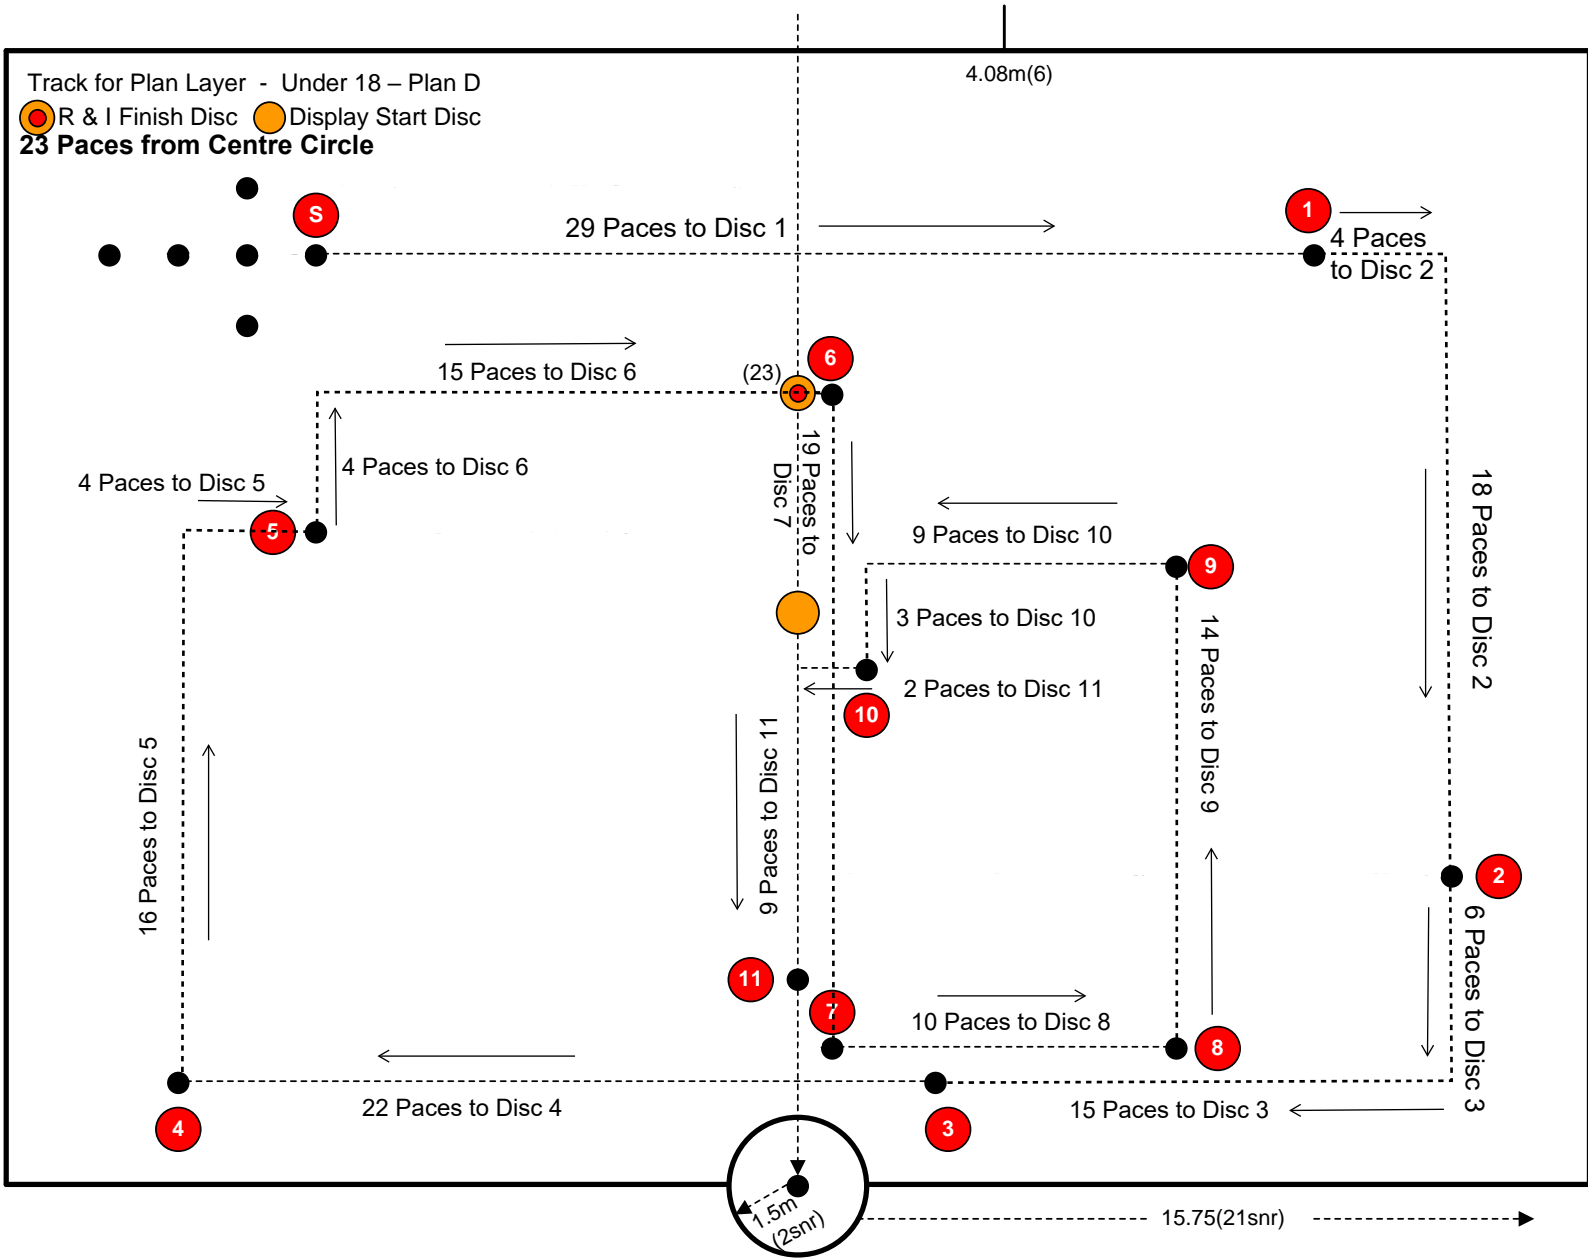 4.08m(6)
Track for Plan Layer - Under 18 – Plan D
R & I Finish Disc Display Start Disc
23 Paces from Centre Circle
S
29 Paces to Disc 1
1
4 Paces
to Disc 2
15 Paces to Disc 6
(23)
6
4 Paces to Disc 6
4 Paces to Disc 5
5
19 Paces to
Disc 7
9 Paces to Disc 10
9
18 Paces to Disc 2
3 Paces to Disc 10
14 Paces to Disc 9
2 Paces to Disc 11
10
16 Paces to Disc 5
9 Paces to Disc 11
2
6 Paces to Disc 3
11
7
10 Paces to Disc 8
8
22 Paces to Disc 4
15 Paces to Disc 3
4
3
1.5m
(2snr)
15.75(21snr)